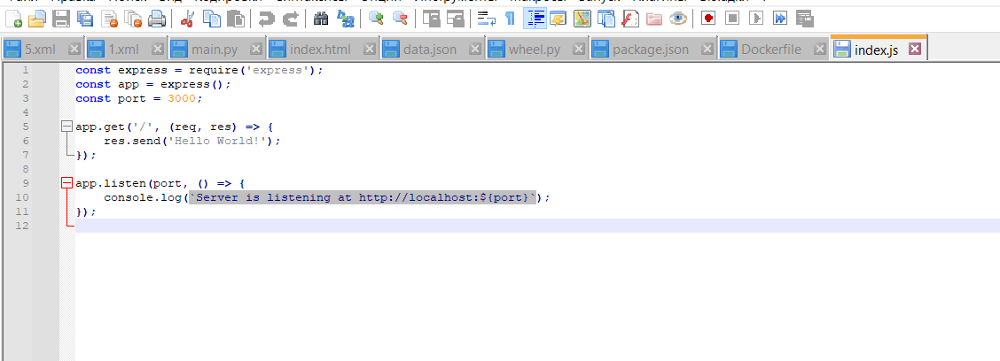 5.xml 1.xml main.py index.html data.json wheel.py package.json Dockerfile index.js
1 const express = require('express');
2 const app = express();
3 const port = 3000;
4
5 app.get('/', (req, res) => {
6 res.send('Hello World!');
7 });
8
9 app.listen(port, () => {
10 console.log(`Server is listening at http://localhost:${port}`);
11 });
12